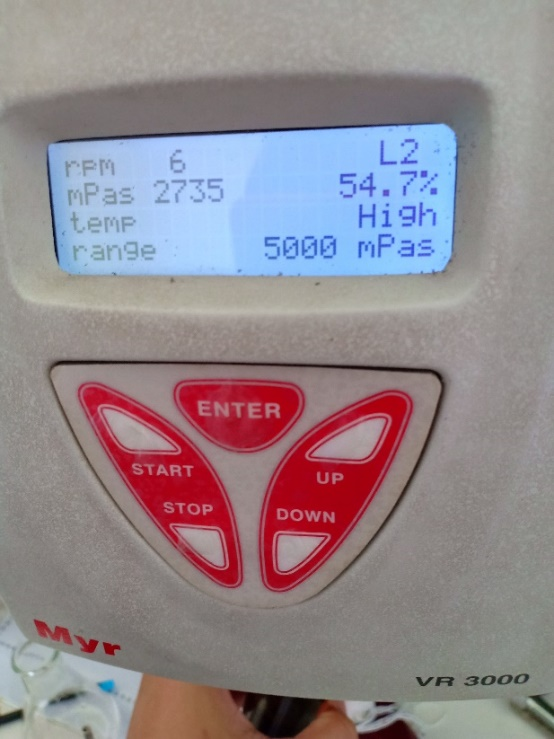 rpm 6 L2
mPas 2735 54.7%
temp High
range 5000 mPas
ENTER
START UP
STOP DOWN
Myr
VR 3000